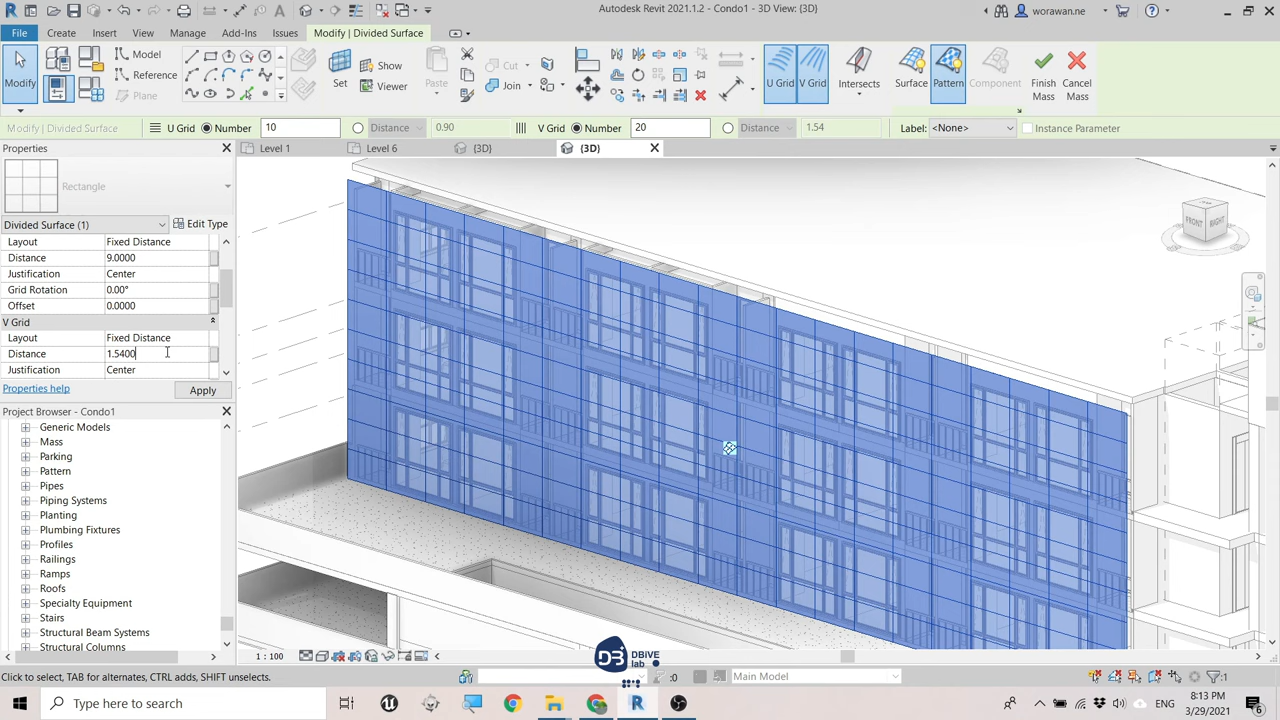 Autodesk Revit 2021.1.2 - Condo1 - 3D View: {3D}
worawan.ne
File Create Insert View Manage Add-Ins Issues Modify | Divided Surface
Modify
Model
Reference
Plane
Set
Show
Viewer
Paste
Cut
Join
U Grid
V Grid
Intersects
Surface
Pattern
Component
Finish Mass
Cancel Mass
Modify | Divided Surface U Grid Number 10 Distance 0.90 V Grid Number 20 Distance 1.54 Label: <None> Instance Parameter
Properties
Level 1
Level 6
{3D}
{3D}
Rectangle
Divided Surface (1)
Edit Type
Layout Fixed Distance
Distance 9.0000
Justification Center
Grid Rotation 0.00°
Offset 0.0000
V Grid
Layout Fixed Distance
Distance 1.5400
Justification Center
Properties help
Apply
Project Browser - Condo1
Generic Models
Mass
Parking
Pattern
Pipes
Piping Systems
Planting
Plumbing Fixtures
Profiles
Railings
Ramps
Roofs
Specialty Equipment
Stairs
Structural Beam Systems
Structural Columns
FRONT
RIGHT
1 : 100
D3
DBIVE
lab
Click to select, TAB for alternates, CTRL adds, SHIFT unselects.
:0
Main Model
:1
Type here to search
ENG
8:13 PM
3/29/2021
6